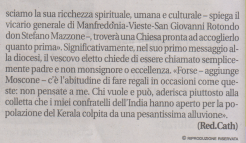 sciamo la sua ricchezza spirituale, umana e culturale – spiega il
vicario generale di Manfreddnia-Vieste-San Giovanni Rotondo
don Stefano Mazzone–, troverà una Chiesa pronta ad accoglierlo
quanto prima». Significativamente, nel suo primo messaggio al-
la diocesi, il vescovo eletto chiede di essere chiamato semplice-
mente padre e non monsignore o eccellenza. «Forse – aggiunge
Moscone – c'è l'abitudine di fare regali in occasioni come que-
ste: non pensate a me. Chi vuole e può, aderisca piuttosto alla
colletta che i miei confratelli dell'India hanno aperto per la po-
polazione del Kerala colpita da una pesantissima alluvione».
(Red.Cath)
© RIPRODUZIONE RISERVATA